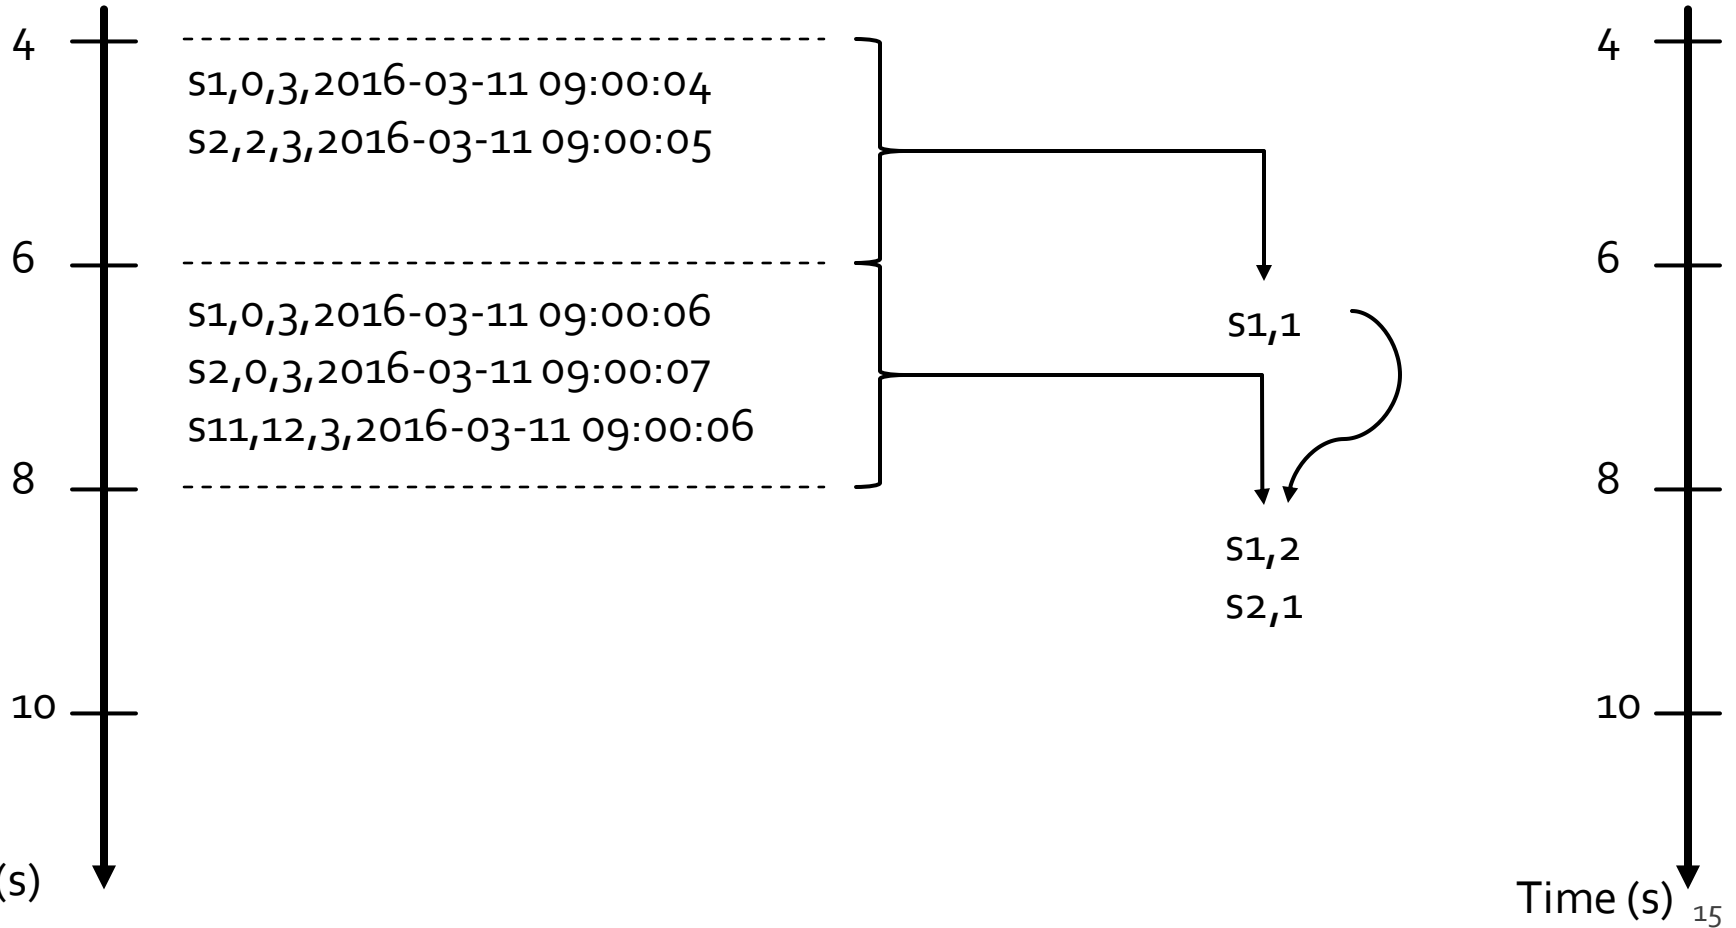 4
s1,0,3,2016-03-11 09:00:04
s2,2,3,2016-03-11 09:00:05
6
s1,0,3,2016-03-11 09:00:06
s2,0,3,2016-03-11 09:00:07
s11,12,3,2016-03-11 09:00:06
8
10
(s)
s1,1
s1,2
s2,1
4
6
8
10
Time (s)
15